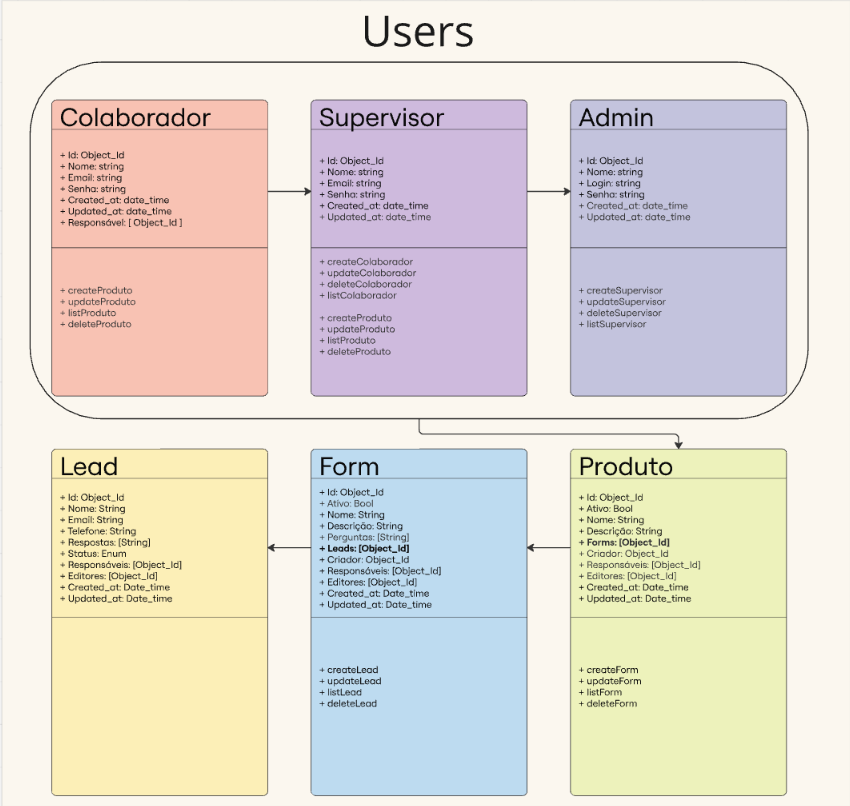 Users
Colaborador
+ Id: Object_Id
+ Nome: string
+ Email: string
+ Senha: string
+ Created_at: date_time
+ Updated_at: date_time
+ Responsável: [ Object_Id ]
+ createProduto
+ updateProduto
+ listProduto
+ deleteProduto
Supervisor
+ Id: Object_Id
+ Nome: string
+ Email: string
+ Senha: string
+ Created_at: date_time
+ Updated_at: date_time
+ createColaborador
+ updateColaborador
+ deleteColaborador
+ listColaborador
+ createProduto
+ updateProduto
+ listProduto
+ deleteProduto
Admin
+ Id: Object_Id
+ Nome: string
+ Login: string
+ Senha: string
+ Created_at: date_time
+ Updated_at: date_time
+ createSupervisor
+ updateSupervisor
+ deleteSupervisor
+ listSupervisor
Lead
+ Id: Object_Id
+ Nome: String
+ Email: String
+ Telefone: String
+ Respostas: [String]
+ Status: Enum
+ Responsáveis: [Object_Id]
+ Editores: [Object_Id]
+ Created_at: Date_time
+ Updated_at: Date_time
Form
+ Id: Object_Id
+ Ativo: Bool
+ Nome: String
+ Descrição: String
+ Perguntas: [String]
+ Leads: [Object_Id]
+ Criador: Object_Id
+ Responsáveis: [Object_Id]
+ Editores: [Object_Id]
+ Created_at: Date_time
+ Updated_at: Date_time
+ createLead
+ updateLead
+ listLead
+ deleteLead
Produto
+ Id: Object_Id
+ Ativo: Bool
+ Nome: String
+ Descrição: String
+ Forms: [Object_Id]
+ Criador: Object_Id
+ Responsáveis: [Object_Id]
+ Editores: [Object_Id]
+ Created_at: Date_time
+ Updated_at: Date_time
+ createForm
+ updateForm
+ listForm
+ deleteForm